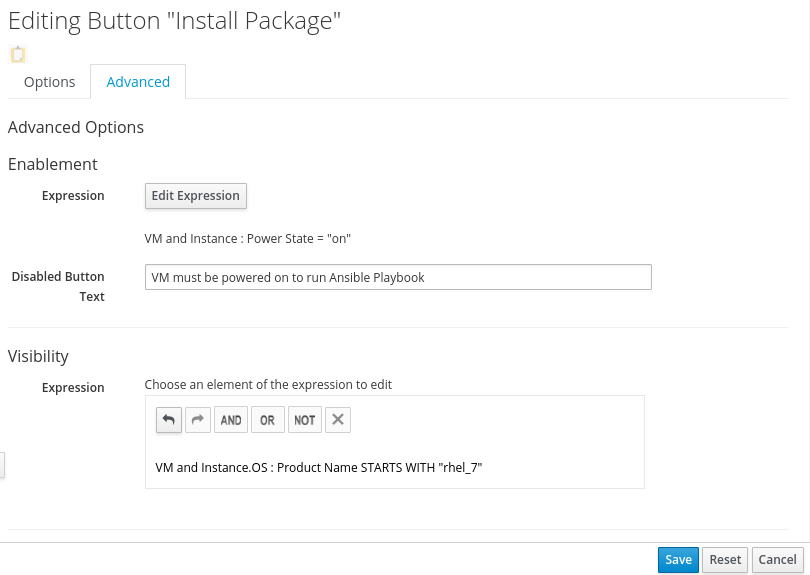 Editing Button "Install Package"
Options
Advanced
Advanced Options
Enablement
Expression
Edit Expression
VM and Instance : Power State = "on"
Disabled Button
Text
VM must be powered on to run Ansible Playbook
Visibility
Expression
Choose an element of the expression to edit
AND
OR
NOT
VM and Instance.OS : Product Name STARTS WITH "rhel_7"
Save
Reset
Cancel